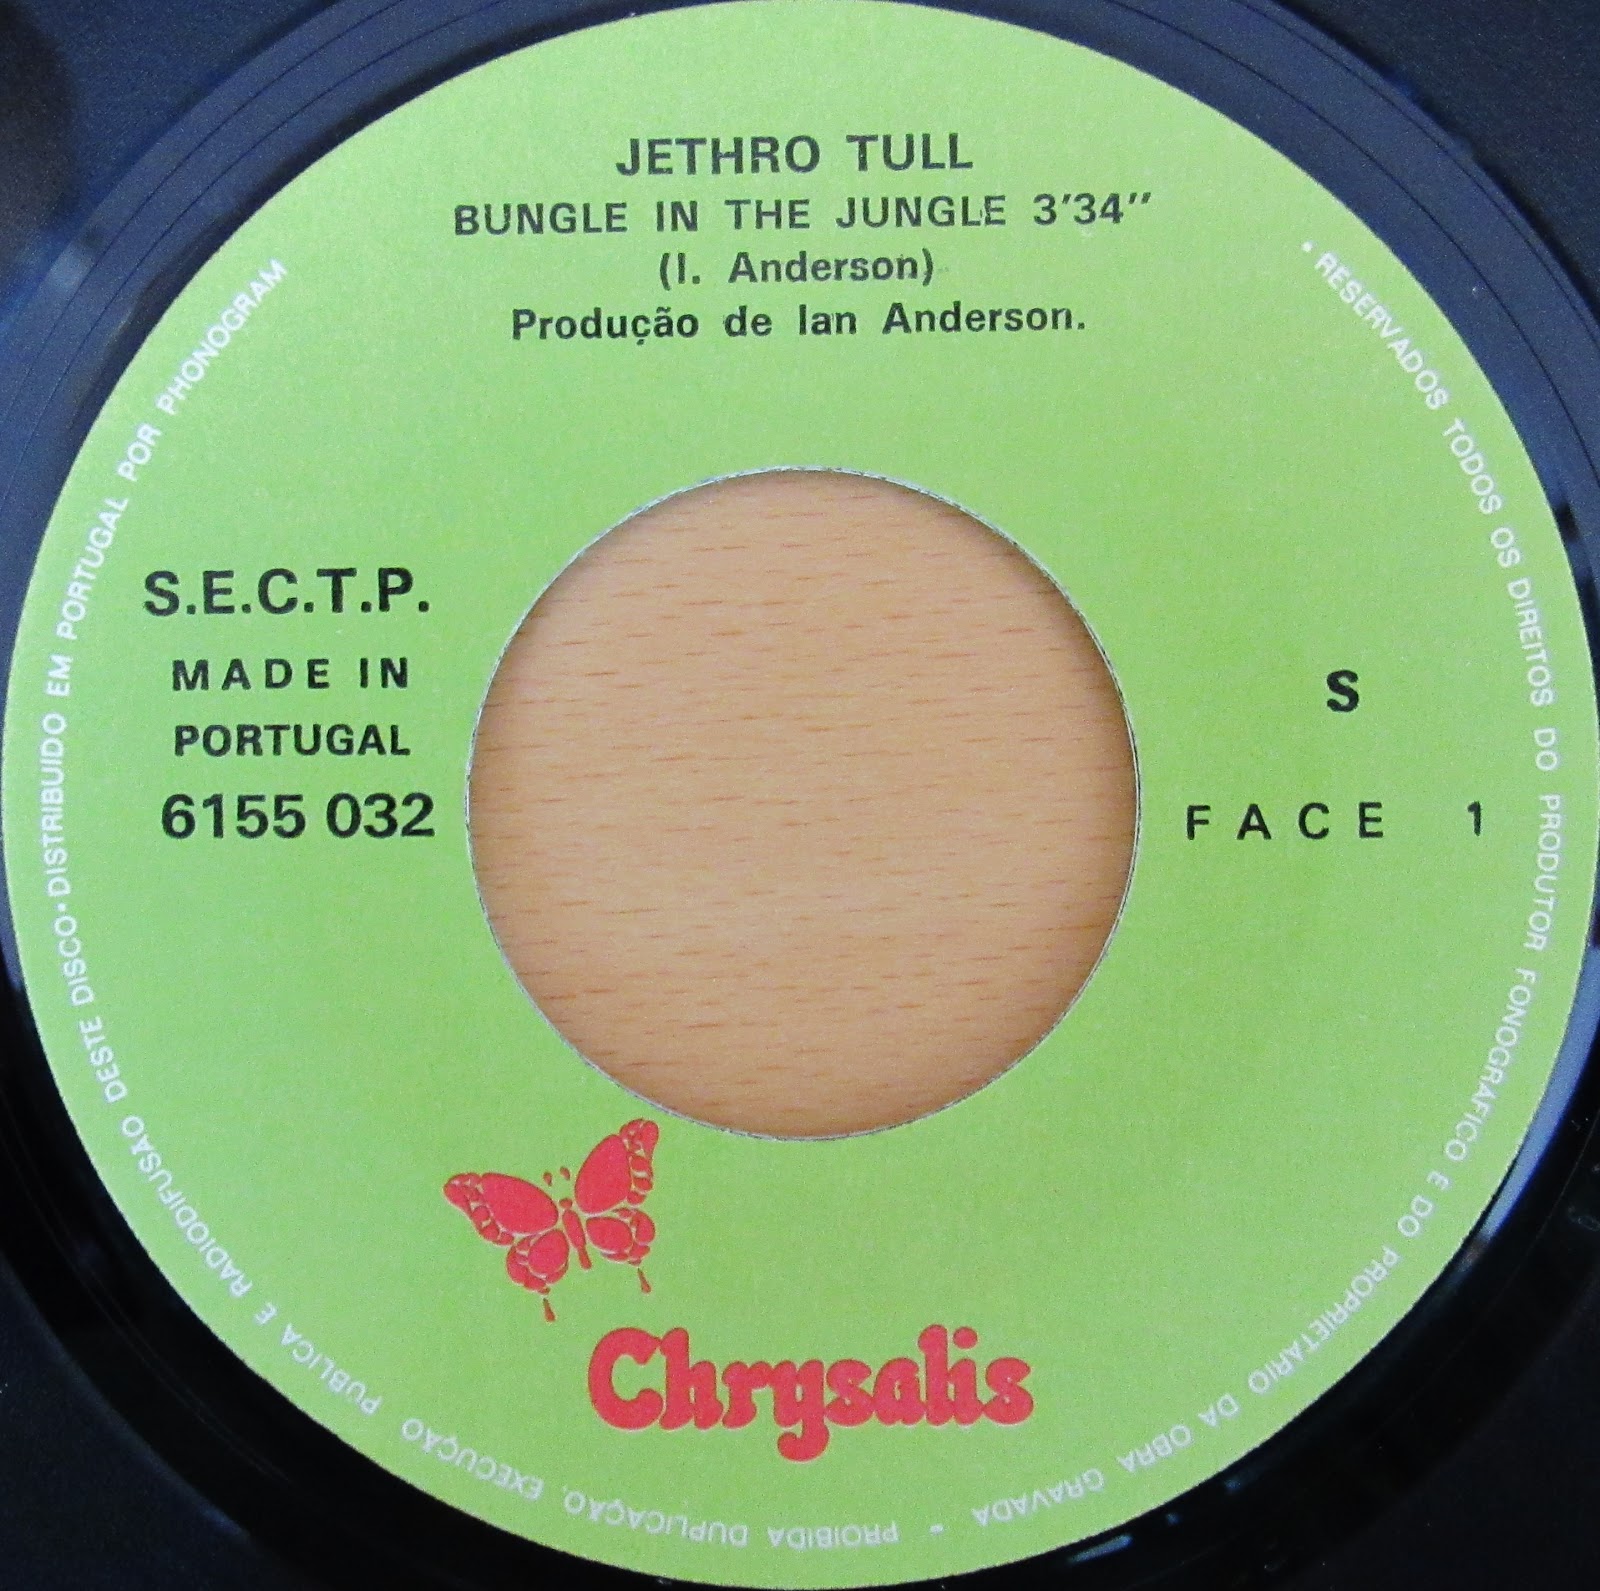 JETHRO TULL
BUNGLE IN THE JUNGLE 3'34"
(I. Anderson)
Produção de Ian Anderson.
S.E.C.T.P.
MADE IN
PORTUGAL
6155 032
S
FACE 1
Chrysalis
• RESERVADOS TODOS OS DIREITOS DO PRODUTOR FONOGRAFICO E DO PROPRIETARIO DA OBRA GRAVADA - PROIBIDA DUPLICAÇÃO, EXECUÇÃO PUBLICA E RADIODIFUSÃO DESTE DISCO • DISTRIBUIDO EM PORTUGAL POR PHONOGRAM